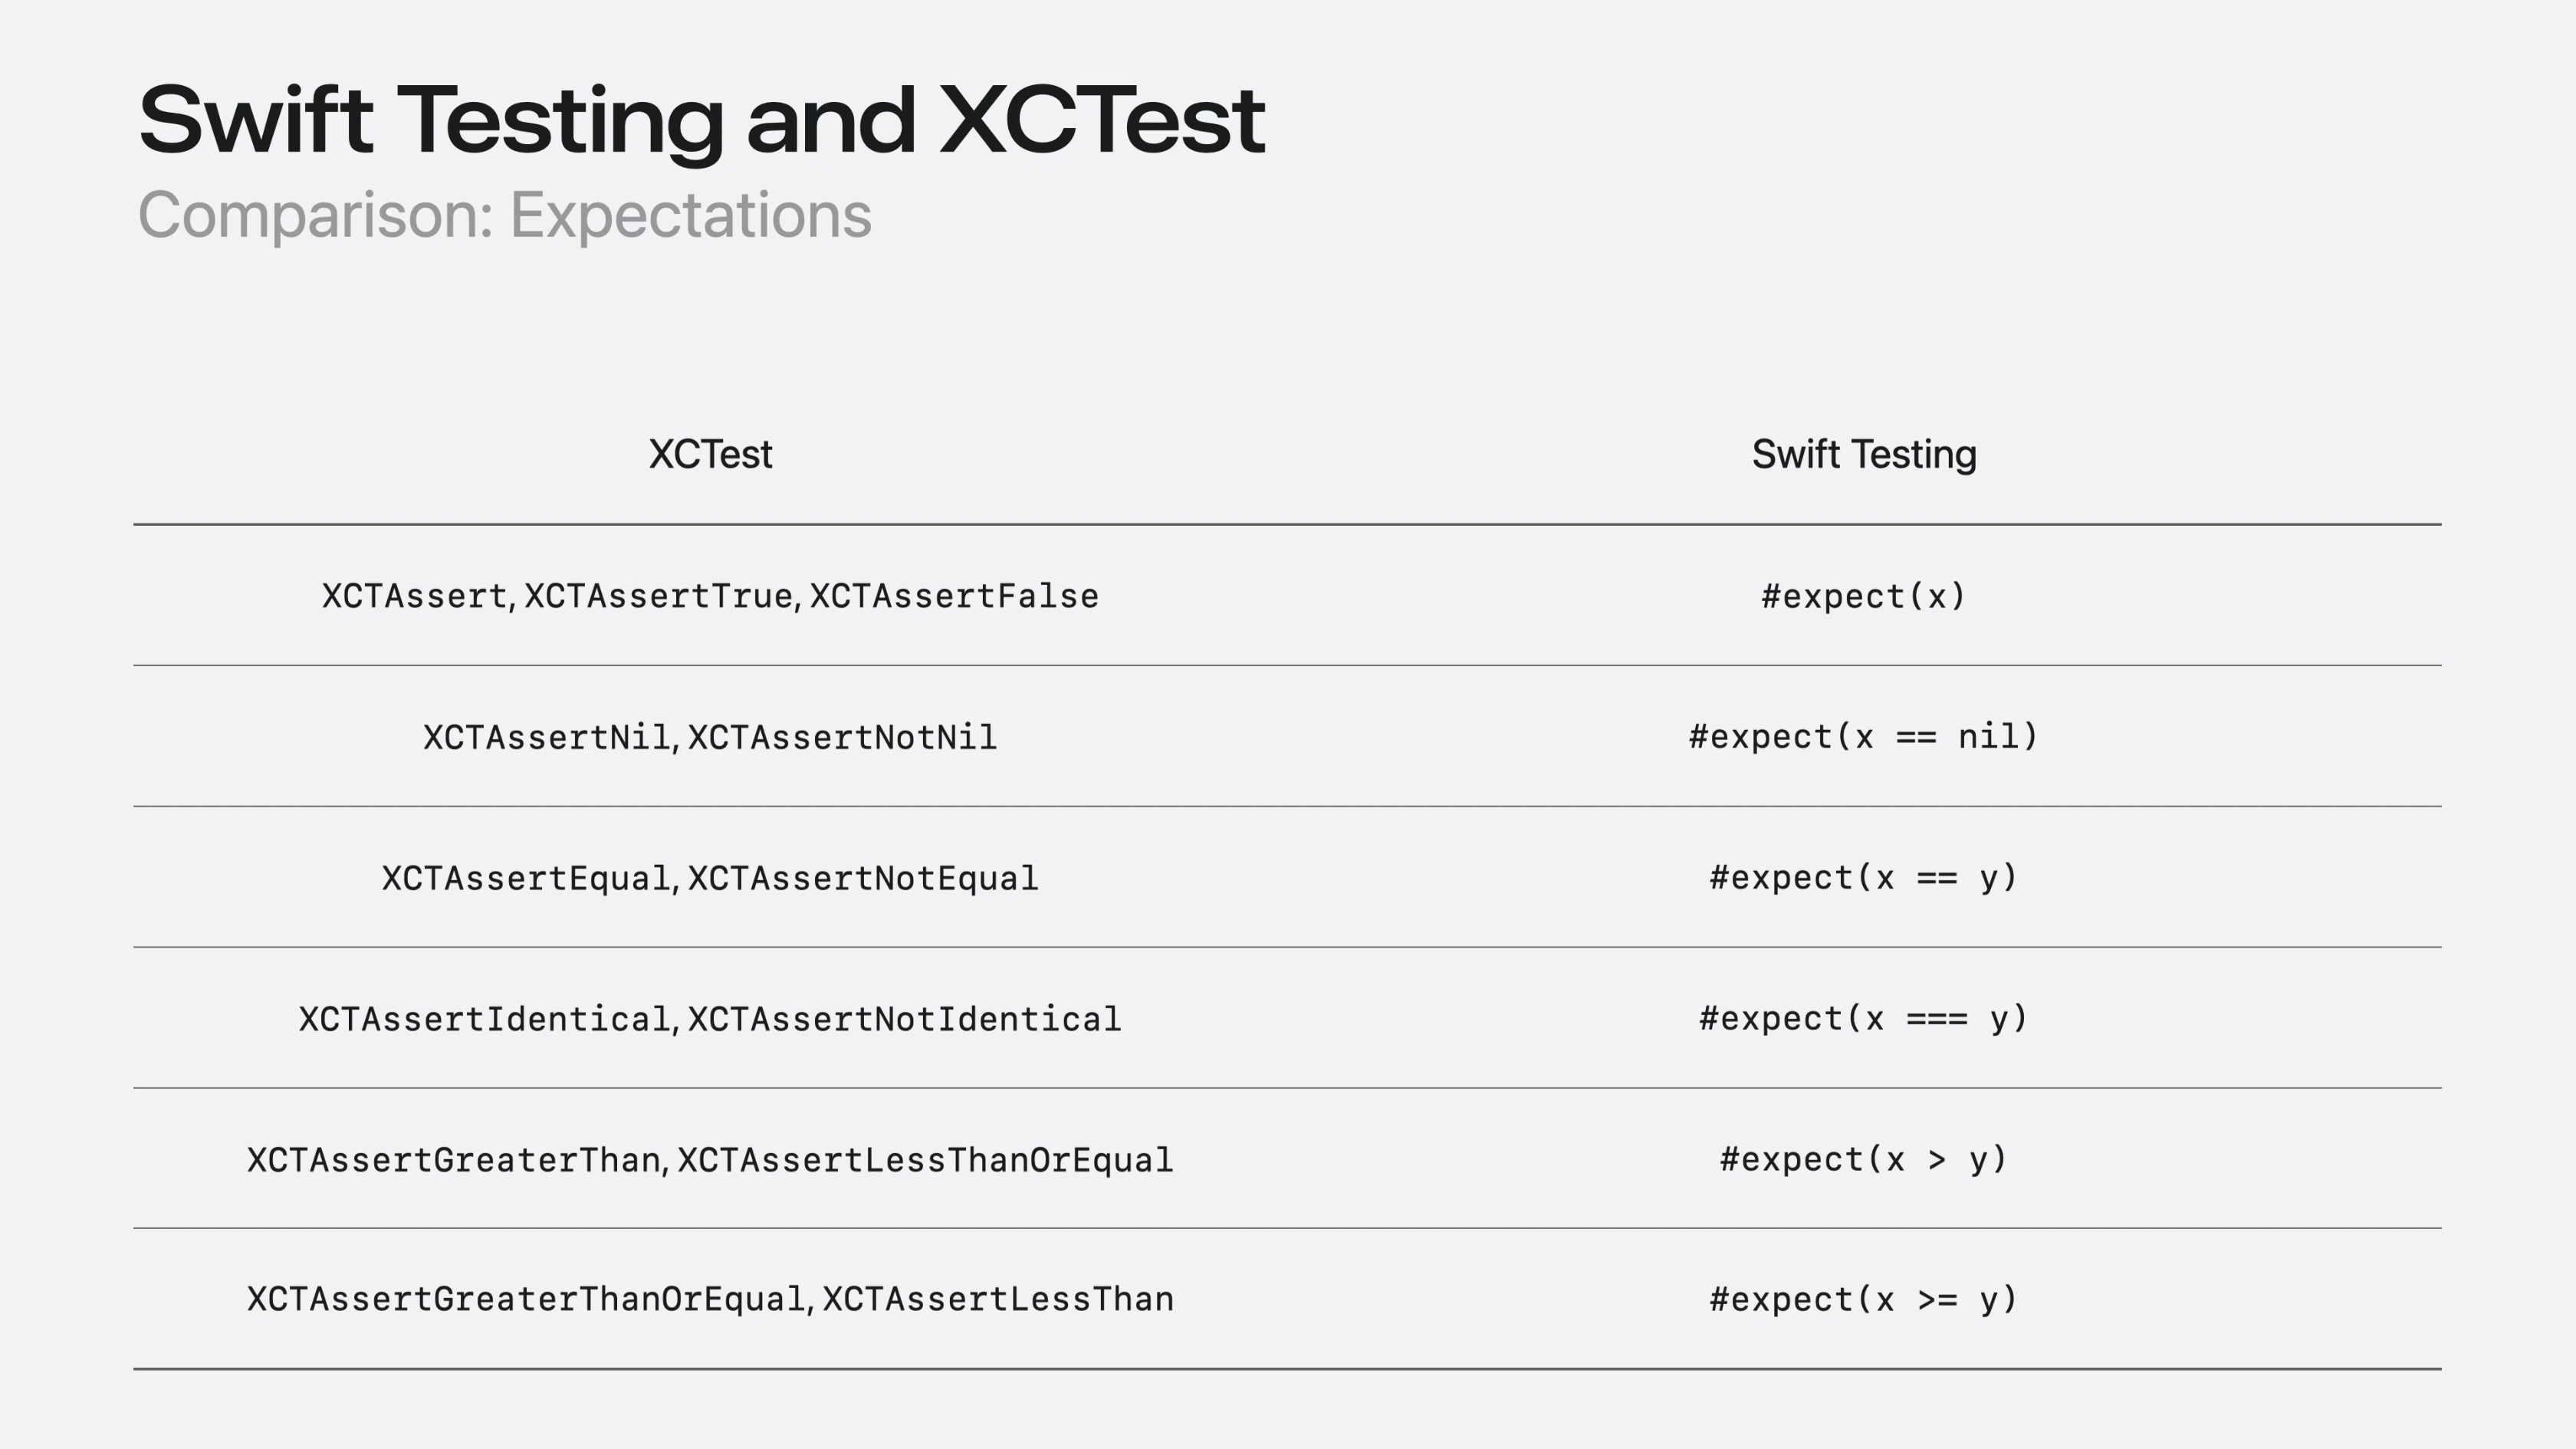 Swift Testing and XCTest
Comparison: Expectations
XCTest Swift Testing
XCTAssert, XCTAssertTrue, XCTAssertFalse #expect(x)
XCTAssertNil, XCTAssertNotNil #expect(x == nil)
XCTAssertEqual, XCTAssertNotEqual #expect(x == y)
XCTAssertIdentical, XCTAssertNotIdentical #expect(x === y)
XCTAssertGreaterThan, XCTAssertLessThanOrEqual #expect(x > y)
XCTAssertGreaterThanOrEqual, XCTAssertLessThan #expect(x >= y)